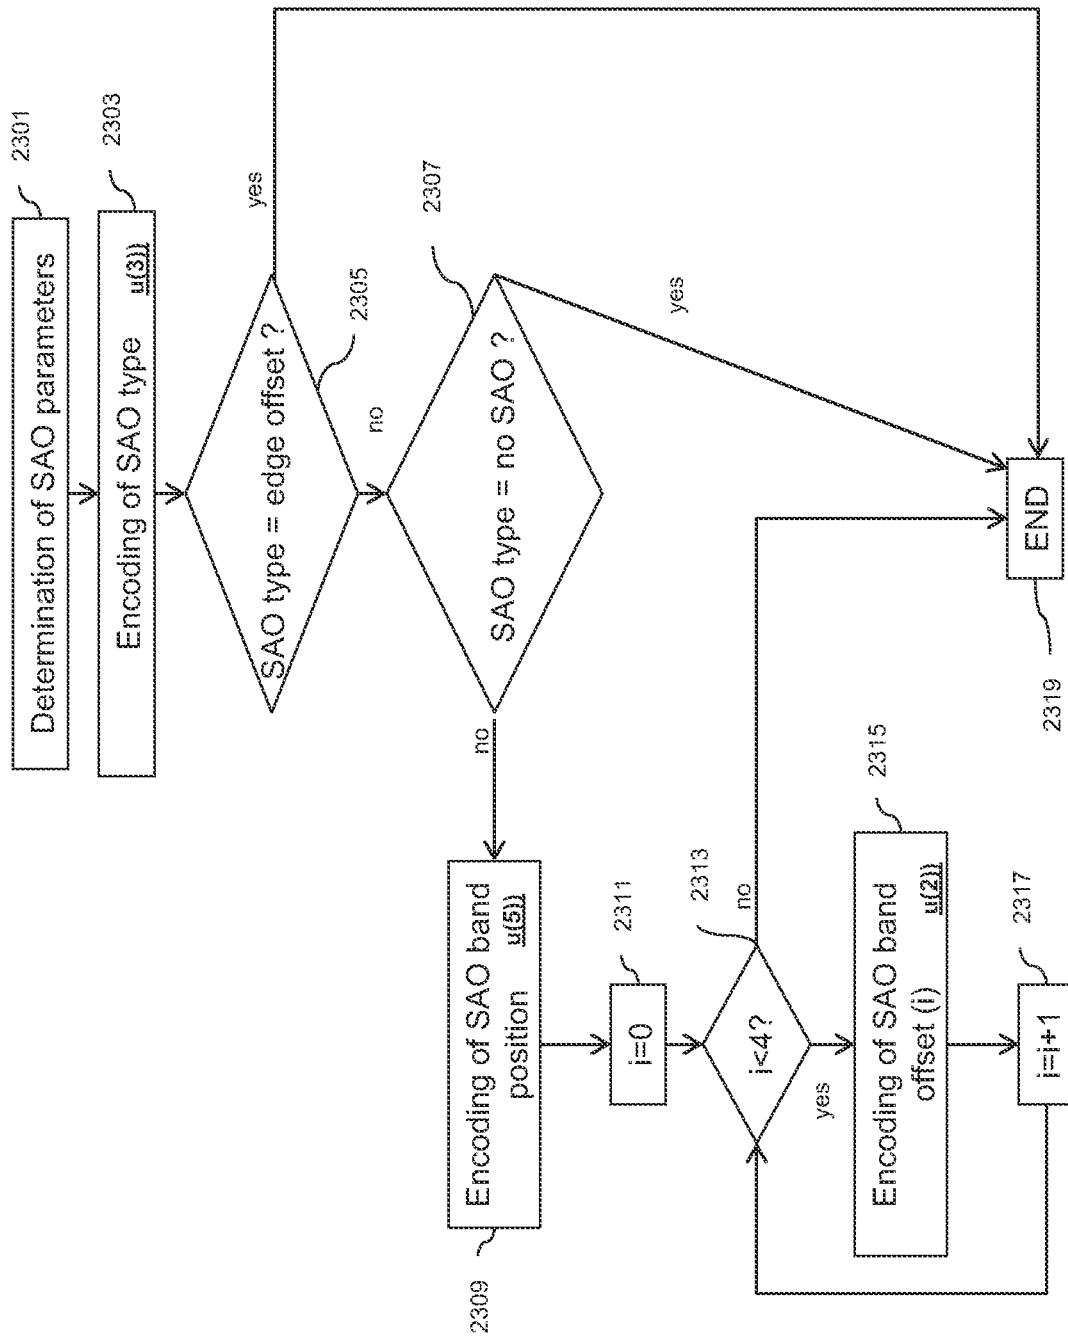 2301
Determination of SAO parameters
2303
Encoding of SAO type
u(3))
SAO type = edge offset ?
yes
2305
no
2307
SAO type = no SAO ?
yes
no
2309
Encoding of SAO band
position
u(5))
2311
i=0
2313
i<4?
no
yes
2315
Encoding of SAO band
offset (i)
u(2))
2317
i=i+1
END
2319